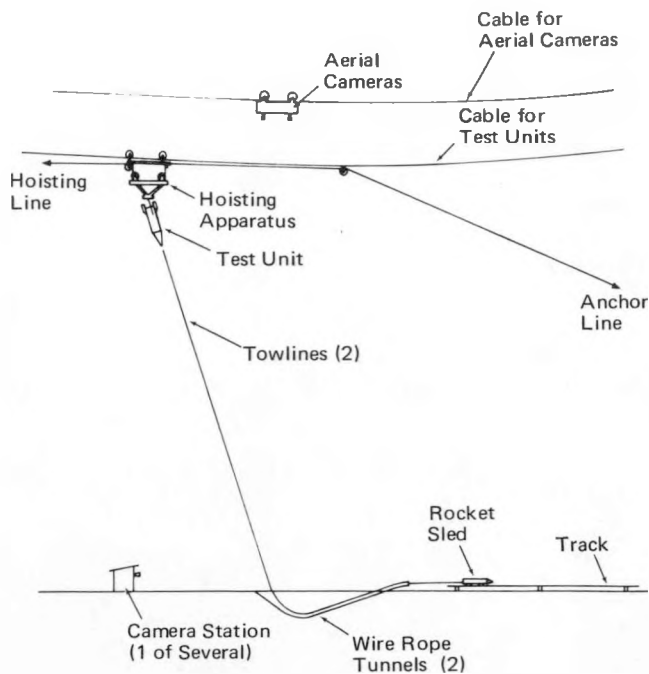 Cable for
Aerial Cameras
Aerial
Cameras
Cable for
Test Units
Hoisting
Line
Hoisting
Apparatus
Test Unit
Anchor
Line
Towlines (2)
Rocket
Sled
Track
Camera Station
(1 of Several)
Wire Rope
Tunnels (2)